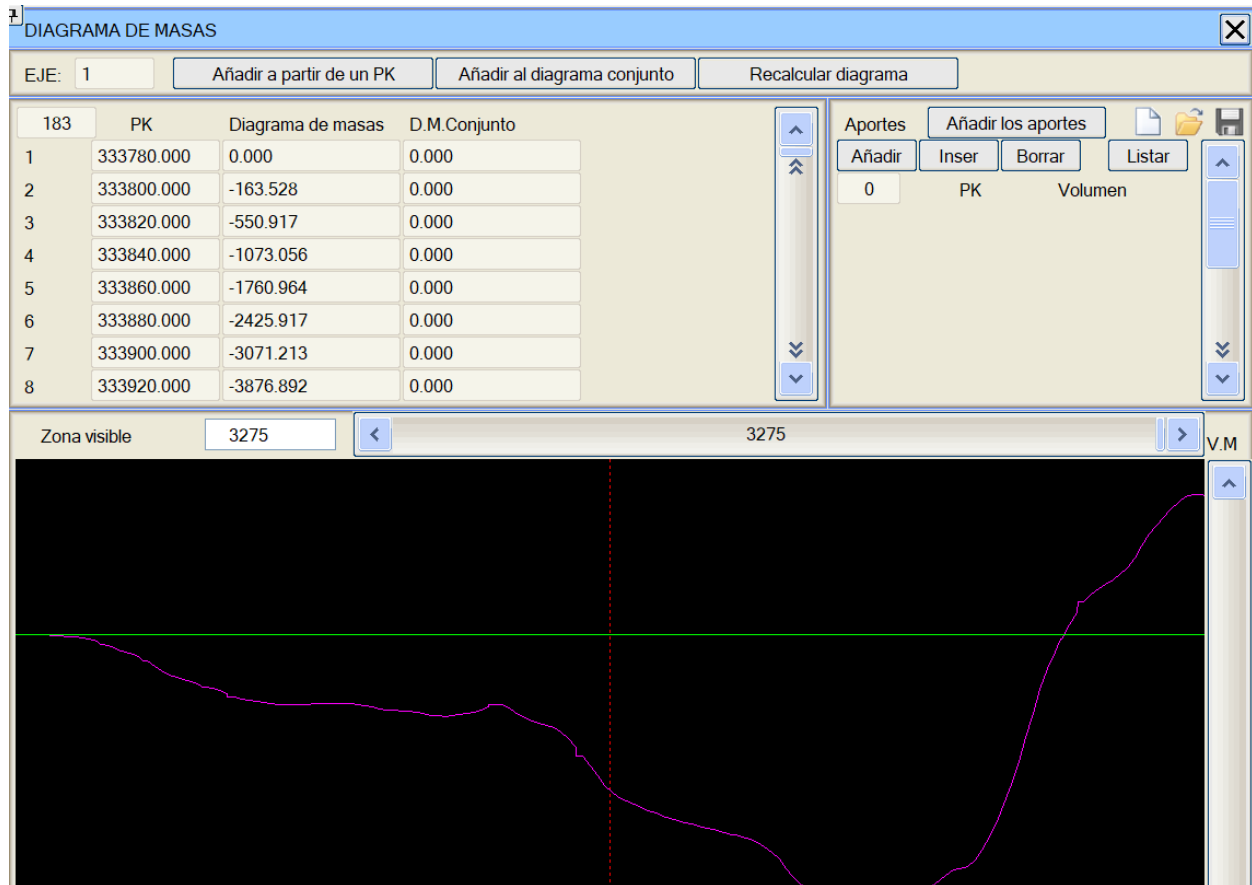 DIAGRAMA DE MASAS
EJE: 1 Añadir a partir de un PK Añadir al diagrama conjunto Recalcular diagrama
183 PK Diagrama de masas D.M.Conjunto
1 333780.000 0.000 0.000
2 333800.000 -163.528 0.000
3 333820.000 -550.917 0.000
4 333840.000 -1073.056 0.000
5 333860.000 -1760.964 0.000
6 333880.000 -2425.917 0.000
7 333900.000 -3071.213 0.000
8 333920.000 -3876.892 0.000
Aportes Añadir los aportes
Añadir Inser Borrar Listar
0 PK Volumen
Zona visible 3275 3275 V.M